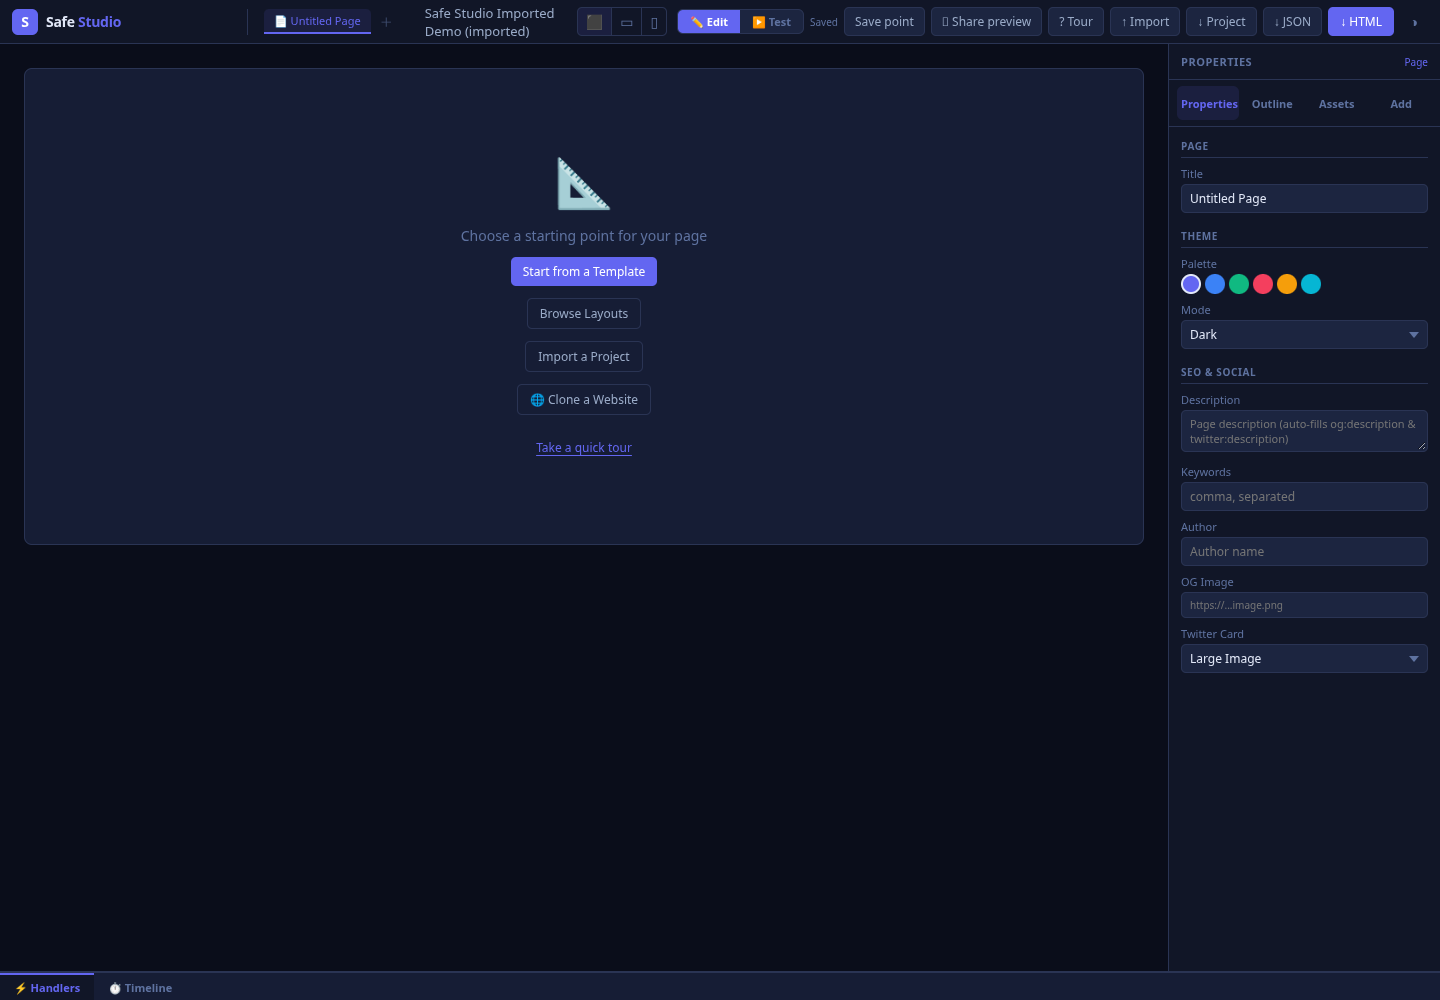 S Safe Studio
📄 Untitled Page +
Safe Studio Imported
Demo (imported)
✏️ Edit
▶️ Test
Saved
Save point
Share preview
? Tour
↑ Import
↓ Project
↓ JSON
↓ HTML
PROPERTIES
Page
Properties
Outline
Assets
Add
Choose a starting point for your page
Start from a Template
Browse Layouts
Import a Project
🌐 Clone a Website
Take a quick tour
PAGE
Title
Untitled Page
THEME
Palette
Mode
Dark
SEO & SOCIAL
Description
Page description (auto-fills og:description &
twitter:description)
Keywords
comma, separated
Author
Author name
OG Image
https://...image.png
Twitter Card
Large Image
⚡ Handlers
⏱️ Timeline